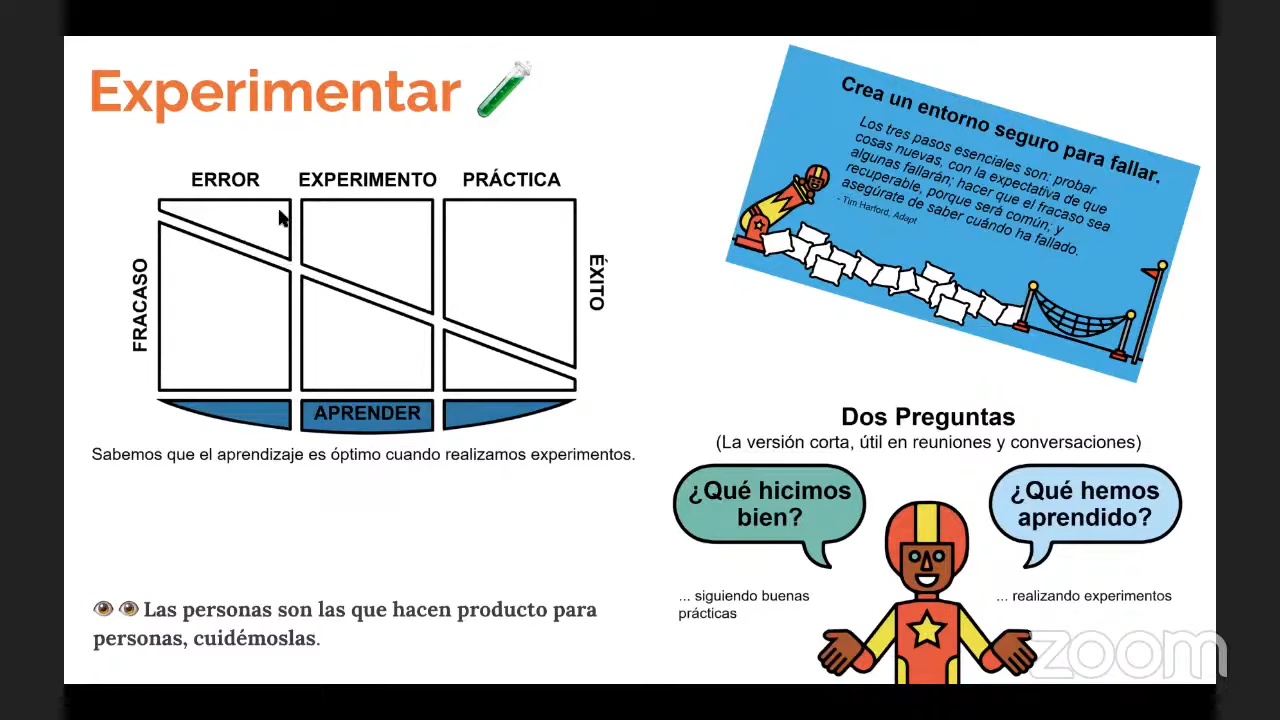 Experimentar
ERROR EXPERIMENTO PRÁCTICA
FRACASO
ÉXITO
APRENDER
Sabemos que el aprendizaje es óptimo cuando realizamos experimentos.
Crea un entorno seguro para fallar.
Los tres pasos esenciales son: probar
cosas nuevas, con la expectativa de que
algunas fallarán; hacer que el fracaso sea
recuperable, porque será común; y
asegúrate de saber cuándo ha fallado.
- Tim Harford, Adapt
Dos Preguntas
(La versión corta, útil en reuniones y conversaciones)
¿Qué hicimos
bien?
¿Qué hemos
aprendido?
... siguiendo buenas
prácticas
... realizando experimentos
Las personas son las que hacen producto para
personas, cuidémoslas.
zoom